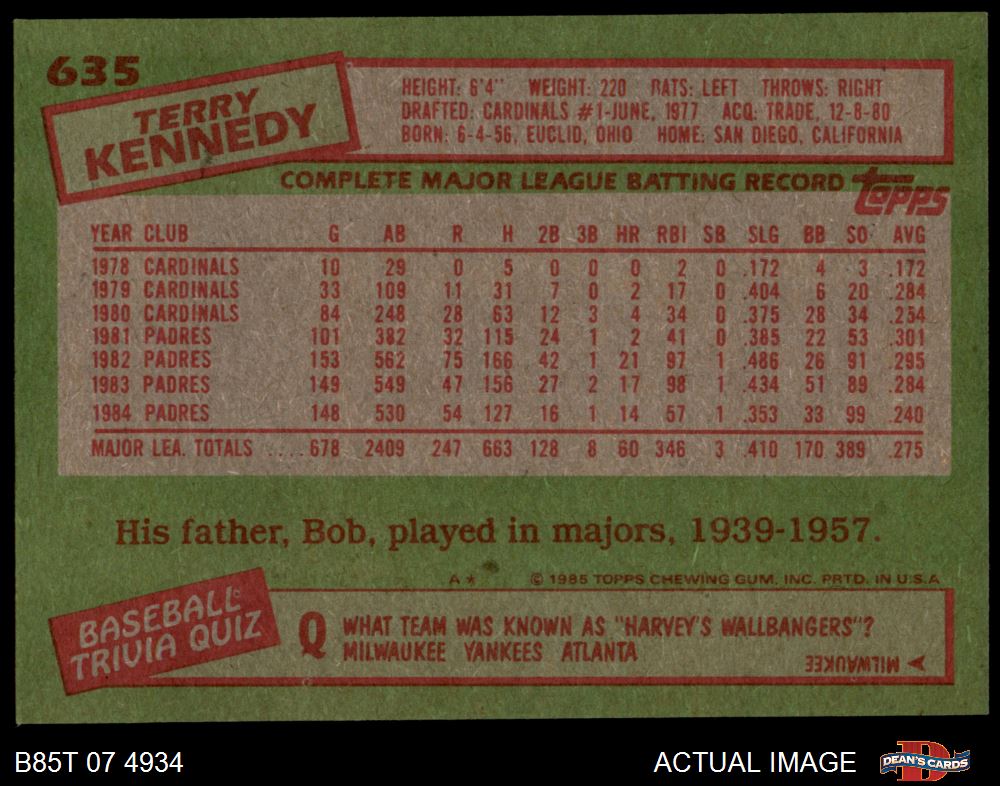 635
TERRY
KENNEDY
HEIGHT: 6'4" WEIGHT: 220 BATS: LEFT THROWS: RIGHT
DRAFTED: CARDINALS #1-JUNE, 1977 ACQ: TRADE, 12-8-80
BORN: 6-4-56, EUCLID, OHIO HOME: SAN DIEGO, CALIFORNIA
COMPLETE MAJOR LEAGUE BATTING RECORD topps
YEAR CLUB G AB R H 2B 3B HR RBI SB SLG BB SO AVG
1978 CARDINALS 10 29 0 5 0 0 0 2 0 .172 4 3 .172
1979 CARDINALS 33 109 11 31 7 0 2 17 0 .404 6 20 .284
1980 CARDINALS 84 248 28 63 12 3 4 34 0 .375 28 34 .254
1981 PADRES 101 382 32 115 24 1 2 41 0 .385 22 53 .301
1982 PADRES 153 562 75 166 42 1 21 97 1 .486 26 91 .295
1983 PADRES 149 549 47 156 27 2 17 98 1 .434 51 89 .284
1984 PADRES 148 530 54 127 16 1 14 57 1 .353 33 99 .240
MAJOR LEA. TOTALS ....678 2409 247 663 128 8 60 346 3 .410 170 389 .275
His father, Bob, played in majors, 1939-1957.
A* © 1985 TOPPS CHEWING GUM, INC. PRTD. IN U.S.A
BASEBALL
TRIVIA QUIZ
Q WHAT TEAM WAS KNOWN AS "HARVEY'S WALLBANGERS"?
MILWAUKEE YANKEES ATLANTA
MILWAUKEE
B85T 07 4934 ACTUAL IMAGE DEAN'S CARDS